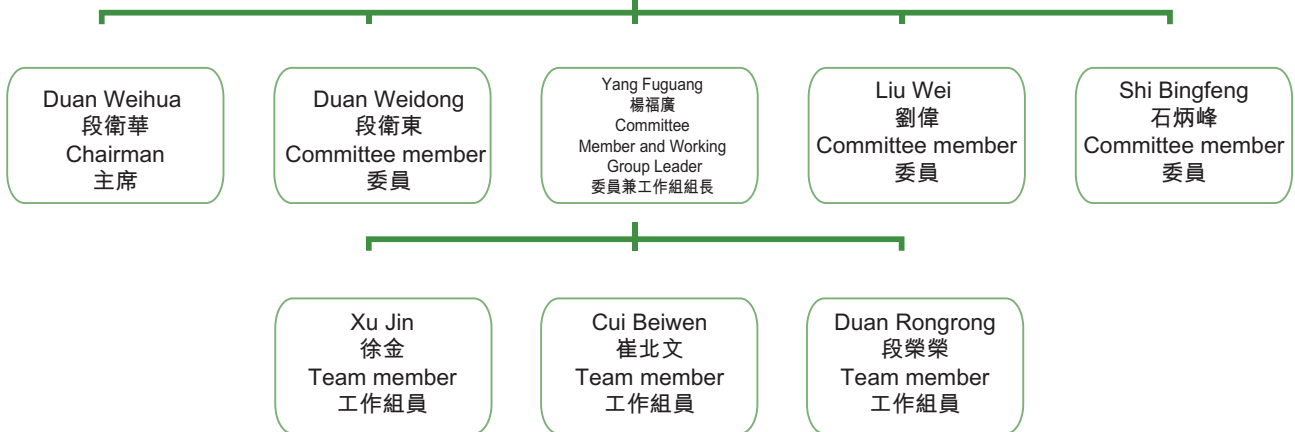 Duan Weihua
段衛華
Chairman
主席
Duan Weidong
段衛東
Committee member
委員
Yang Fuguang
楊福廣
Committee
Member and Working
Group Leader
委員兼工作組組長
Liu Wei
劉偉
Committee member
委員
Shi Bingfeng
石炳峰
Committee member
委員
Xu Jin
徐金
Team member
工作組員
Cui Beiwen
崔北文
Team member
工作組員
Duan Rongrong
段榮榮
Team member
工作組員